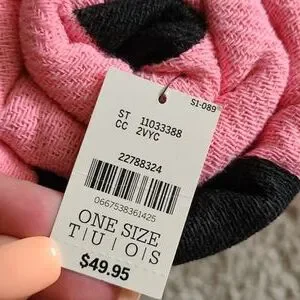 S1-089
ST 11033388
CC 2VYC
22788324
0667538361425
ONE SIZE
T|U|O|S
$49.95